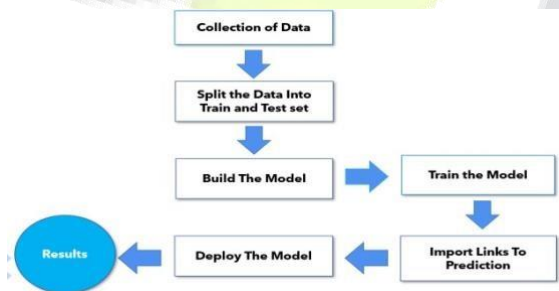 Collection of Data
Split the Data Into
Train and Test set
Build The Model
Train the Model
Import Links To
Prediction
Deploy The Model
Results